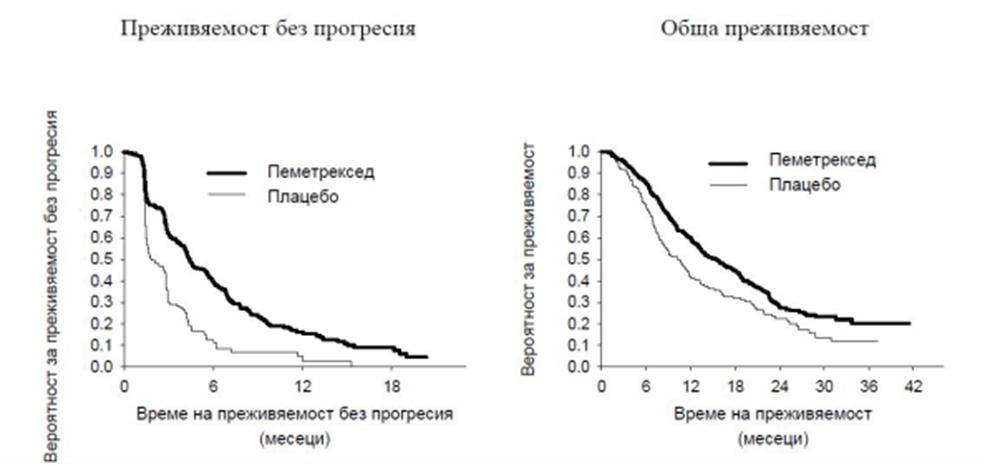 Преживяемост без прогресия
Обща преживяемост
Вероятност за преживяемост без прогресия
1.0
0.9
0.8
0.7
0.6
0.5
0.4
0.3
0.2
0.1
0.0
Пеметрексед
Плацебо
0 6 12 18
Време на преживяемост без прогресия
(месеци)
Вероятност за преживяемост
1.0
0.9
0.8
0.7
0.6
0.5
0.4
0.3
0.2
0.1
0.0
Пеметрексед
Плацебо
0 6 12 18 24 30 36 42
Време на преживяемост
(месеци)